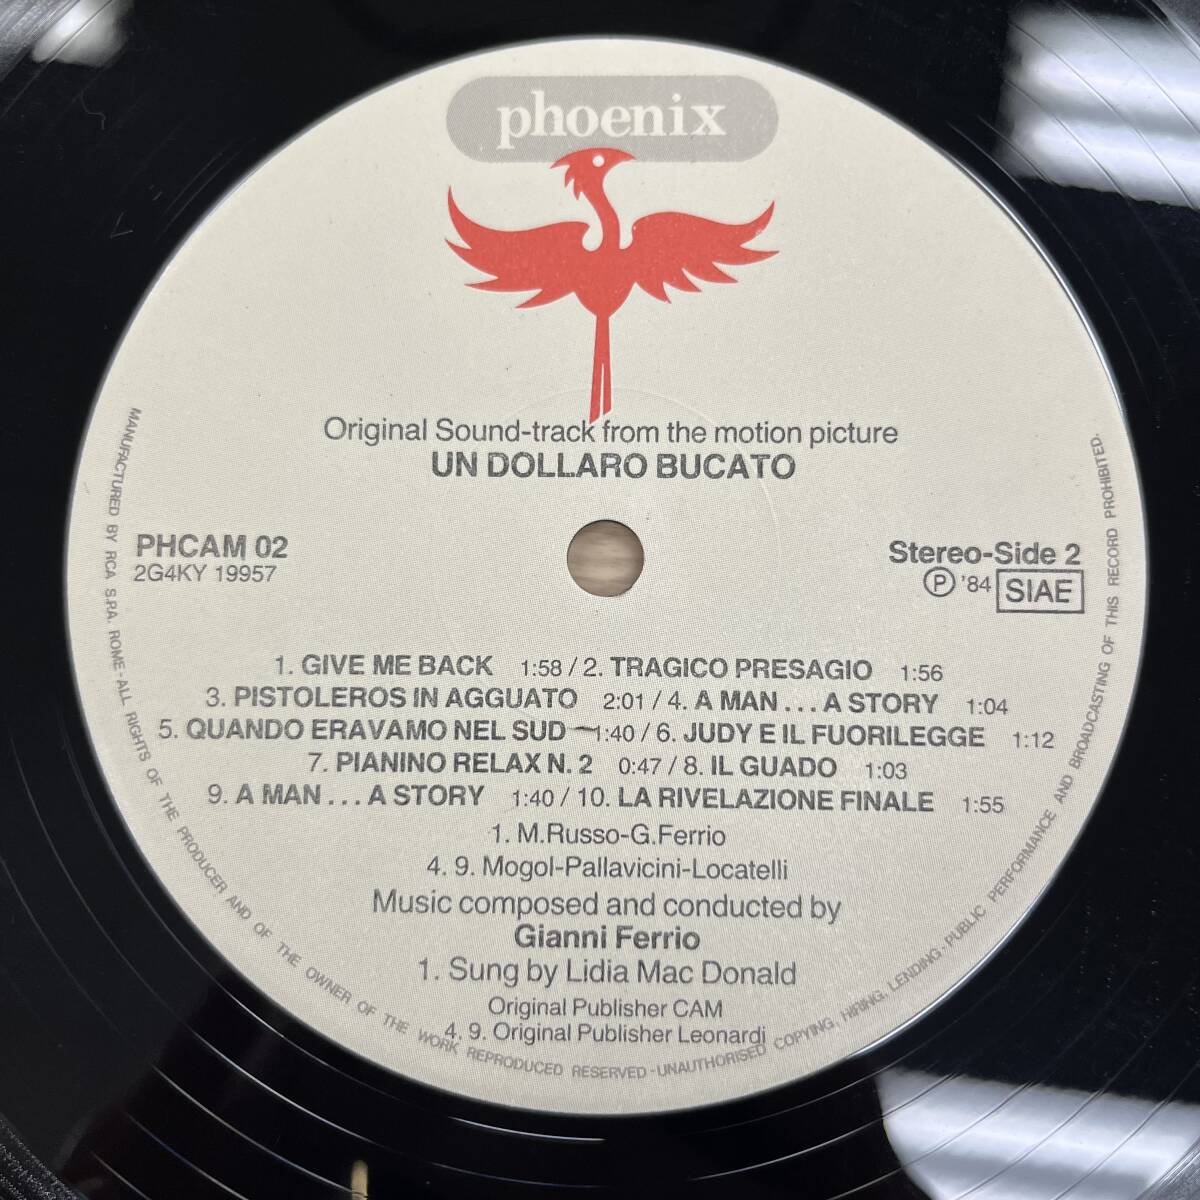 phoenix
Original Sound-track from the motion picture
UN DOLLARO BUCATO
PHCAM 02
2G4KY 19957
Stereo-Side 2
Ⓟ '84 SIAE
1. GIVE ME BACK 1:58 / 2. TRAGICO PRESAGIO 1:56
3. PISTOLEROS IN AGGUATO 2:01 / 4. A MAN... A STORY 1:04
5. QUANDO ERAVAMO NEL SUD 1:40 / 6. JUDY E IL FUORILEGGE 1:12
7. PIANINO RELAX N. 2 0:47 / 8. IL GUADO 1:03
9. A MAN... A STORY 1:40 / 10. LA RIVELAZIONE FINALE 1:55
1. M.Russo-G.Ferrio
4. 9. Mogol-Pallavicini-Locatelli
Music composed and conducted by
Gianni Ferrio
1. Sung by Lidia Mac Donald
Original Publisher CAM
4. 9. Original Publisher Leonardi
MANUFACTURED BY RCA S.P.A. ROME - ALL RIGHTS OF THE PRODUCER AND OF THE OWNER OF THE WORK REPRODUCED RESERVED - UNAUTHORISED COPYING, HIRING, LENDING - PUBLIC PERFORMANCE AND BROADCASTING OF THIS RECORD PROHIBITED.